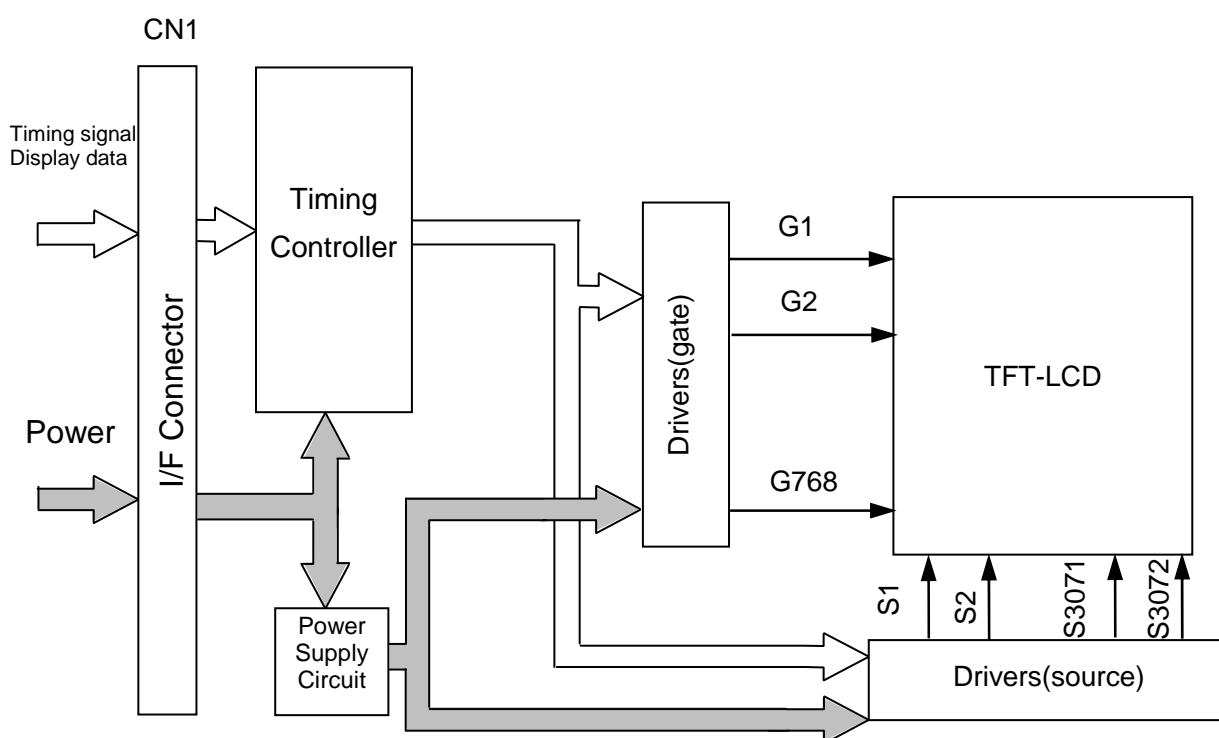 CN1
Timing signal
Display data
Timing
Controller
I/F Connector
Power
Drivers(gate)
G1
G2
G768
TFT-LCD
S1
S2
S3071
S3072
Power
Supply
Circuit
Drivers(source)